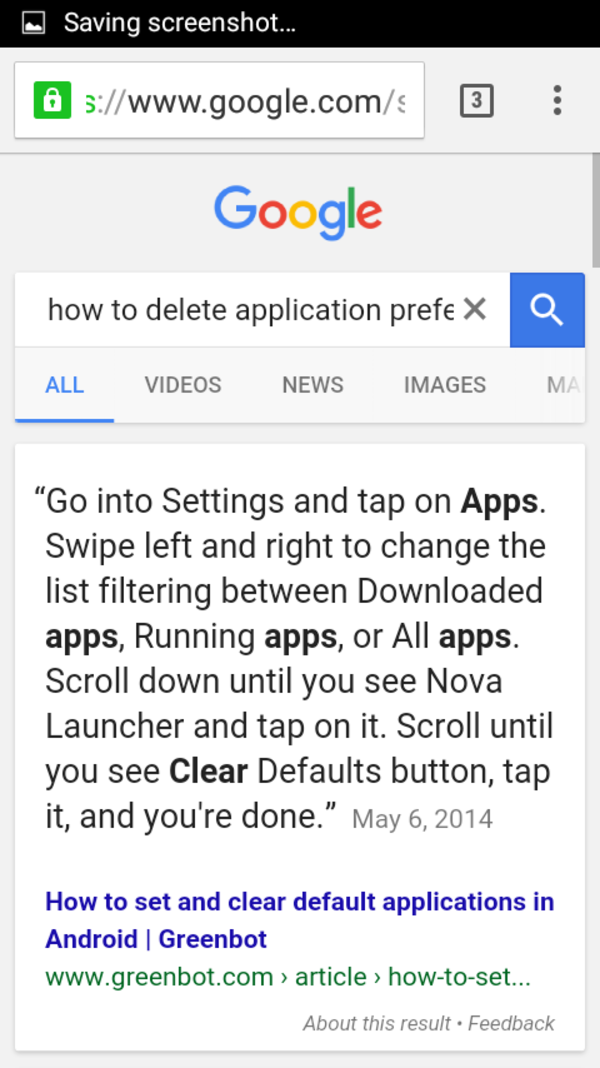 Saving screenshot...
s://www.google.com/s
3
Google
how to delete application prefe
ALL VIDEOS NEWS IMAGES MA
“Go into Settings and tap on Apps.
Swipe left and right to change the
list filtering between Downloaded
apps, Running apps, or All apps.
Scroll down until you see Nova
Launcher and tap on it. Scroll until
you see Clear Defaults button, tap
it, and you're done.” May 6, 2014
How to set and clear default applications in
Android | Greenbot
www.greenbot.com › article › how-to-set...
About this result • Feedback